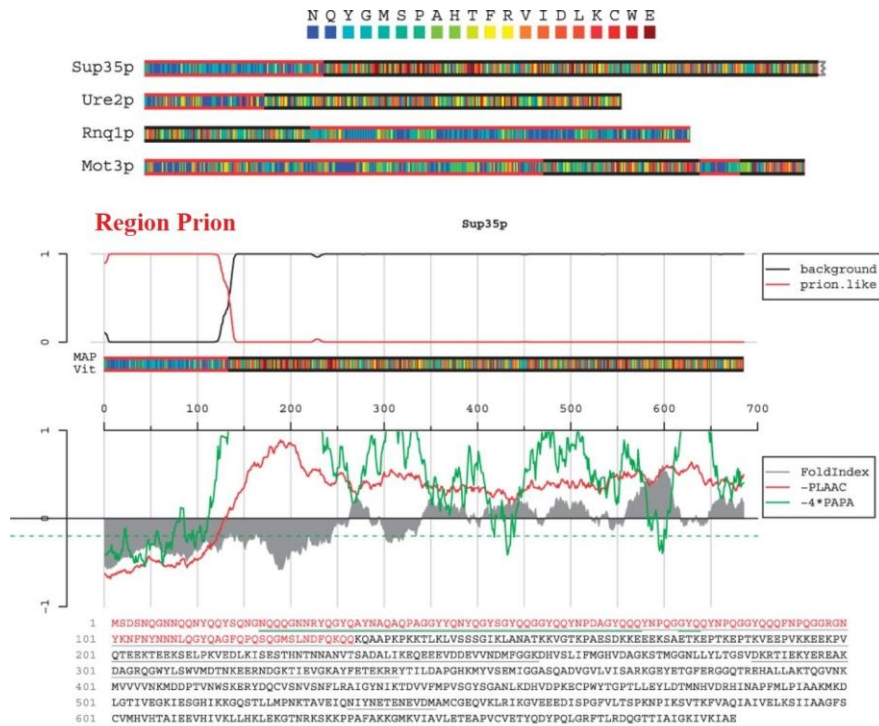 N Q Y G M S P A H T F R V I D L K C W E
Sup35p
Ure2p
Rnq1p
Mot3p
Region Prion
Sup35p
1
0
background
prion.like
MAP
Vit
0 100 200 300 400 500 600 700
1
0
-1
FoldIndex
-PLAAC
-4*PAPA
1 MSDSNQGNNQQNYQQYSQNGNQQQGNNRYQGYQAYNAQAQPAGGYYQNYQGYSGYQQGGYQQYNPDAGYQQQYNPQGGYQQYNPQGGYQQQFNPQGGRGN
101 YKNFNYNNNLQGYQAGFQPQSQGMSLNDFQKQQKQAAPKPKKTLKLVSSSGIKLANATKKVGTKPAESDKKEEEKSAETKEPTKEPTKVEEPVKKEEKPV
201 QTEEKTEEKSELPKVEDLKISESTHNTNNANVTSADALIKEQEEEVDDEVVNDMFGGKDHVSLIFMGHVDAGKSTMGGNLLYLTGSVDKRTIEKYEREAK
301 DAGRQGWYLSWVMDTNKEERNDGKTIEVGKAYFETEKRRYTILDAPGHKMYVSEMIGGASQADVGVLVISARKGEYETGFERGGQTREHALLAKTQGVNK
401 MVVVVNKMDDPTVNWSKERYDQCVSNVSNFLRAIGYNIKTDVVFMPVSGYSGANLKDHVDPKECPWYTGPTLLEYLDTMNHVDRHINAPFMLPIAAKMKD
501 LGTIVEGKIESGHIKKGQSTLLMPNKTAVEIQNIYNETENEVDMAMCGEQVKLRIKGVEEEDISPGFVLTSPKNPIKSVTKFVAQIAIVELKSIIAAGFS
601 CVMHVHTAIEEVHIVKLLHKLEKGTNRKSKKPPAFAKKGMKVIAVLETEAPVCVETYQDYPQLGRFTLRDQGTTIAIGKIVKIAE